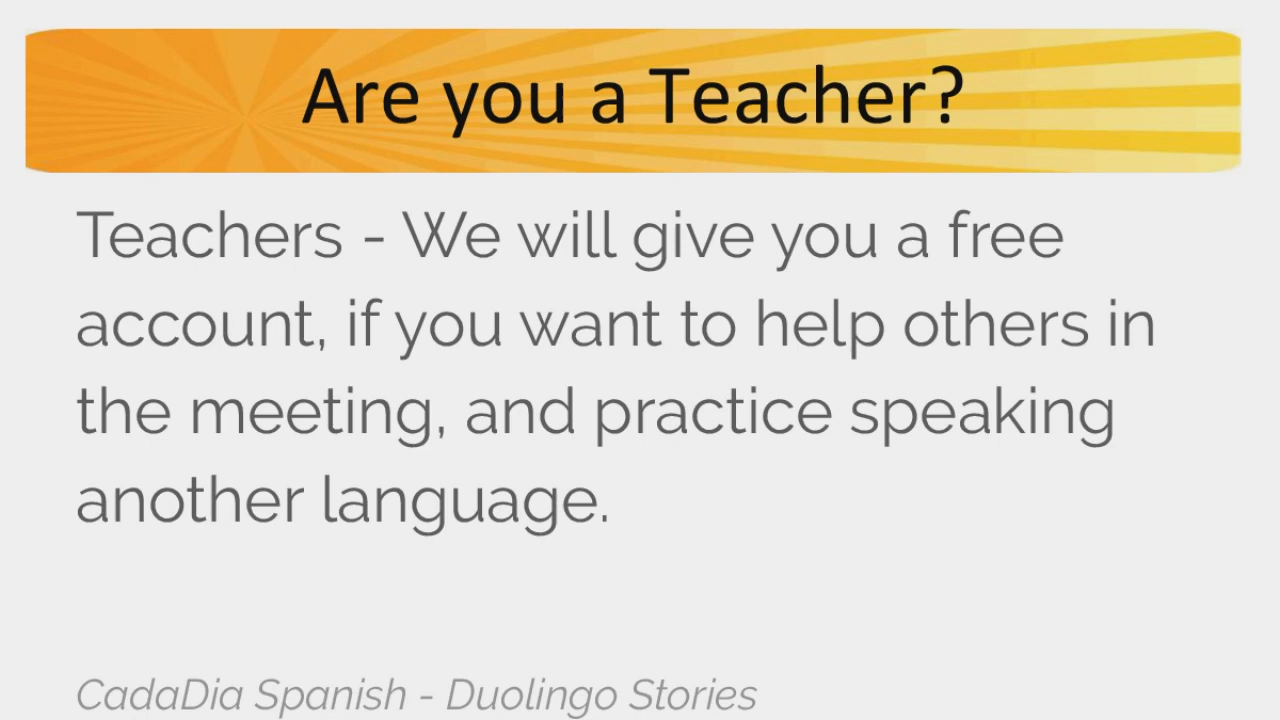 Are you a Teacher?
Teachers - We will give you a free
account, if you want to help others in
the meeting, and practice speaking
another language.
CadaDia Spanish - Duolingo Stories